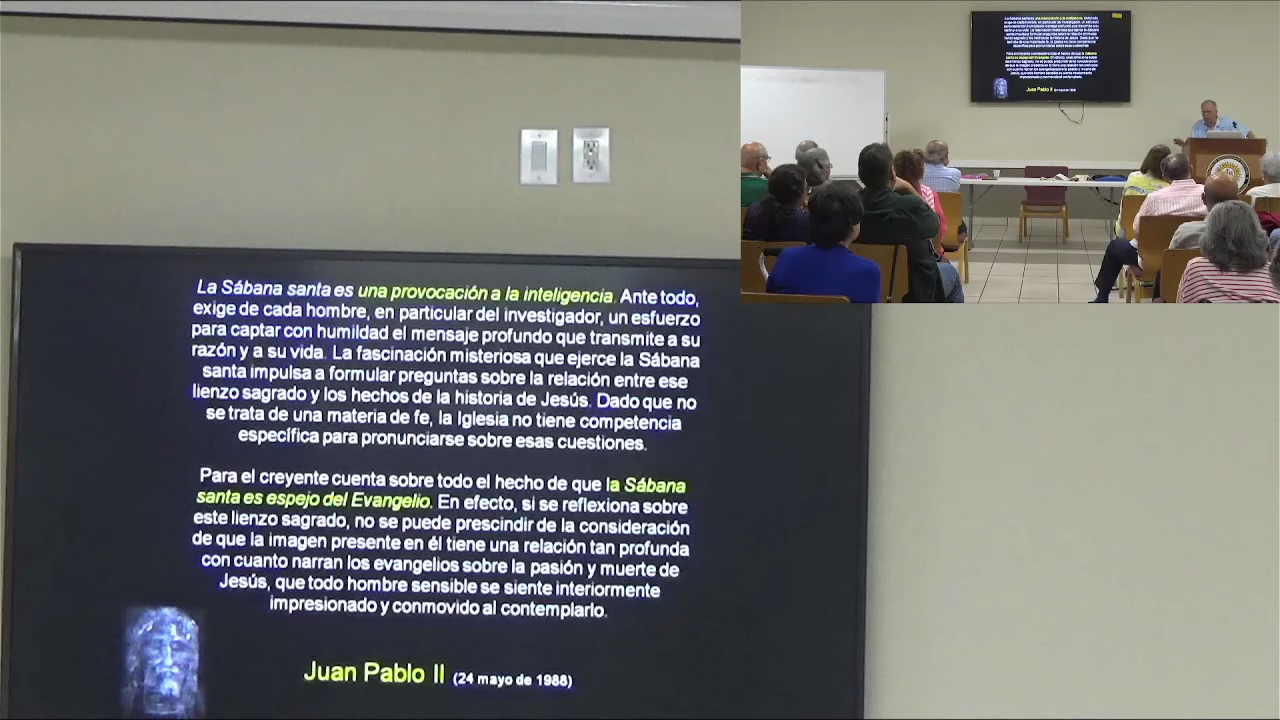 La Sábana santa es una provocación a la inteligencia. Ante todo,
exige de cada hombre, en particular del investigador, un esfuerzo
para captar con humildad el mensaje profundo que transmite a su
razón y a su vida. La fascinación misteriosa que ejerce la Sábana
santa impulsa a formular preguntas sobre la relación entre ese
lienzo sagrado y los hechos de la historia de Jesús. Dado que no
se trata de una materia de fe, la Iglesia no tiene competencia
específica para pronunciarse sobre esas cuestiones.
Para el creyente cuenta sobre todo el hecho de que la Sábana
santa es espejo del Evangelio. En efecto, si se reflexiona sobre
este lienzo sagrado, no se puede prescindir de la consideración
de que la imagen presente en él tiene una relación tan profunda
con cuanto narran los evangelios sobre la pasión y muerte de
Jesús, que todo hombre sensible se siente interiormente
impresionado y conmovido al contemplarlo.
Juan Pablo II (24 mayo de 1988)
Juan Pablo II